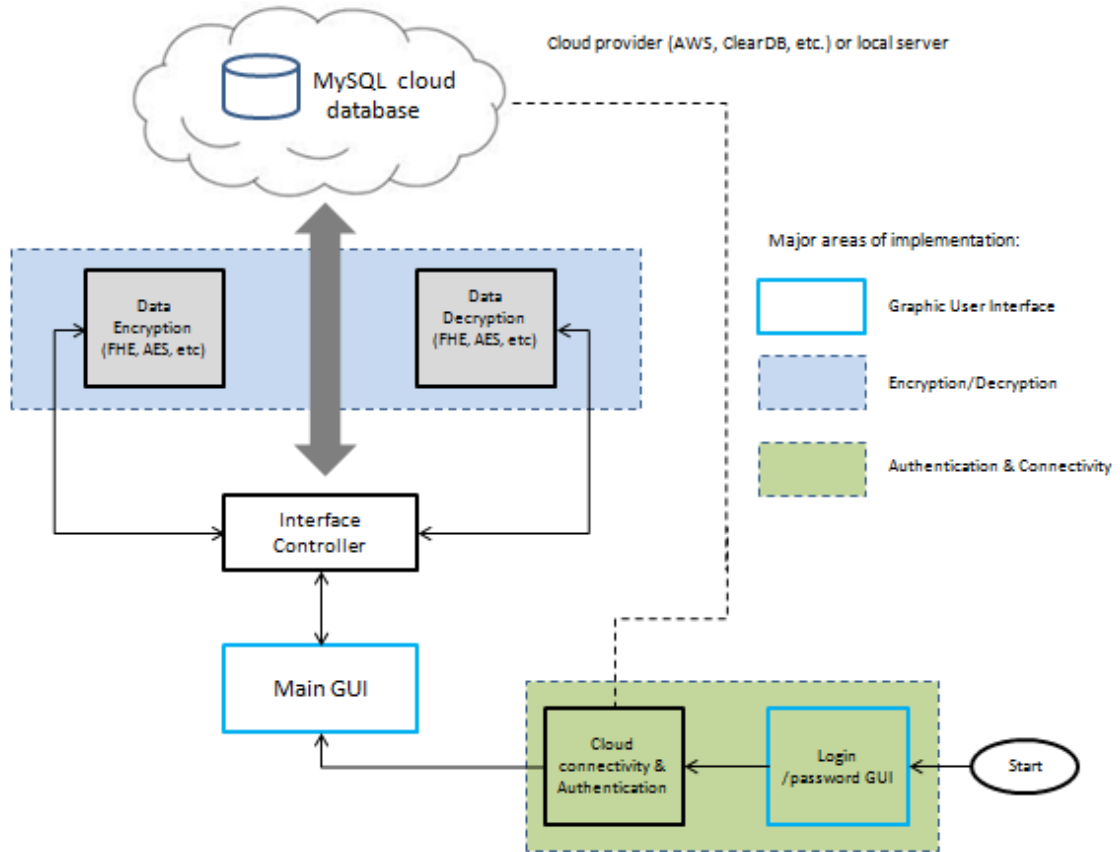 Cloud provider (AWS, ClearDB, etc.) or local server
MySQL cloud
database
Major areas of implementation:
Graphic User Interface
Encryption/Decryption
Authentication & Connectivity
Data
Encryption
(FHE, AES, etc)
Data
Decryption
(FHE, AES, etc)
Interface
Controller
Main GUI
Cloud
connectivity &
Authentication
Login
/password GUI
Start